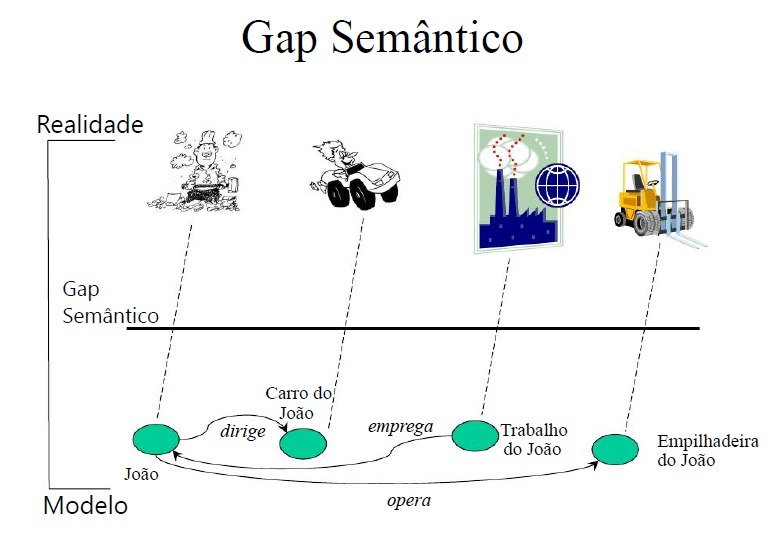 Gap Semântico
Realidade
Gap
Semântico
Carro do
João
dirige
emprega
Trabalho
do João
Empilhadeira
do João
João
opera
Modelo